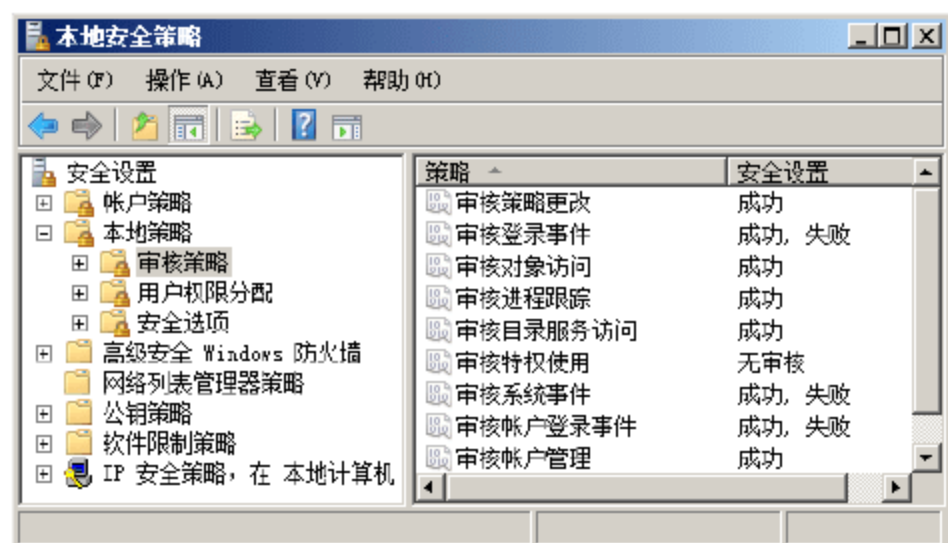 本地安全策略
文件(F) 操作(A) 查看(V) 帮助(H)
安全设置
帐户策略
本地策略
审核策略
用户权限分配
安全选项
高级安全 Windows 防火墙
网络列表管理器策略
公钥策略
软件限制策略
IP 安全策略，在 本地计算机
策略 安全设置
审核策略更改 成功
审核登录事件 成功, 失败
审核对象访问 成功
审核进程跟踪 成功
审核目录服务访问 成功
审核特权使用 无审核
审核系统事件 成功, 失败
审核帐户登录事件 成功, 失败
审核帐户管理 成功